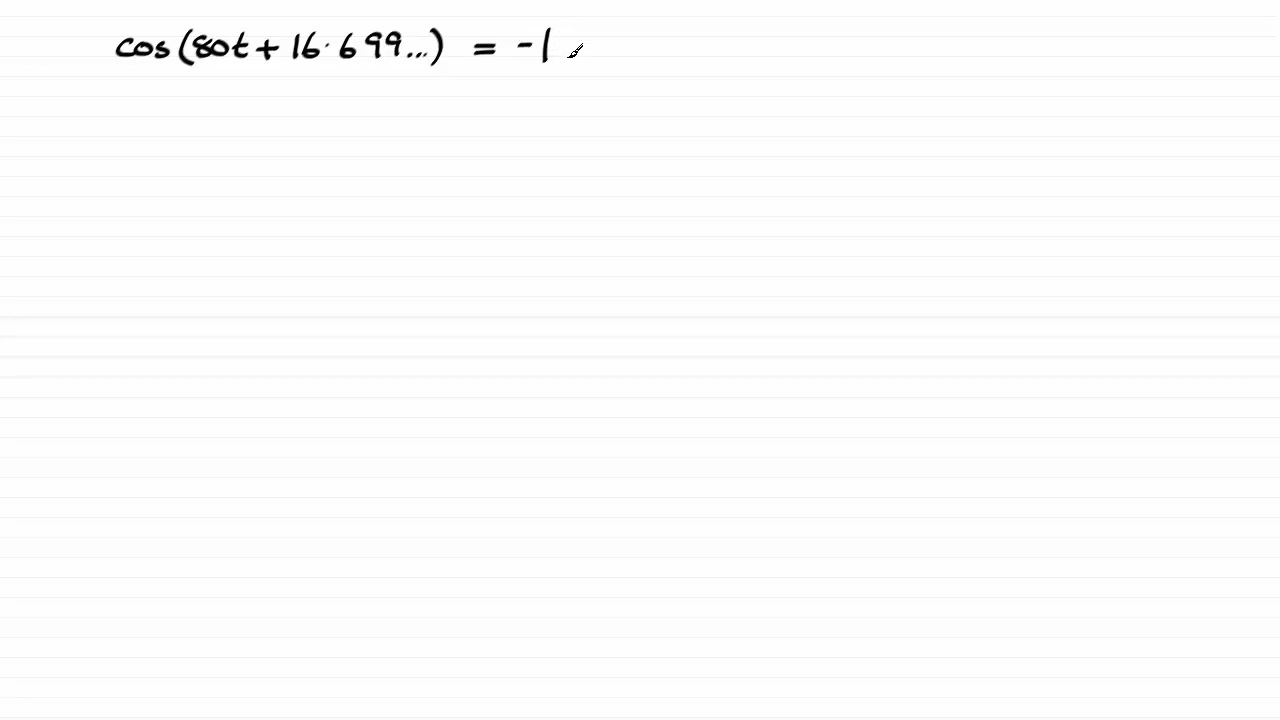 cos(80t + 16·699...) = -1